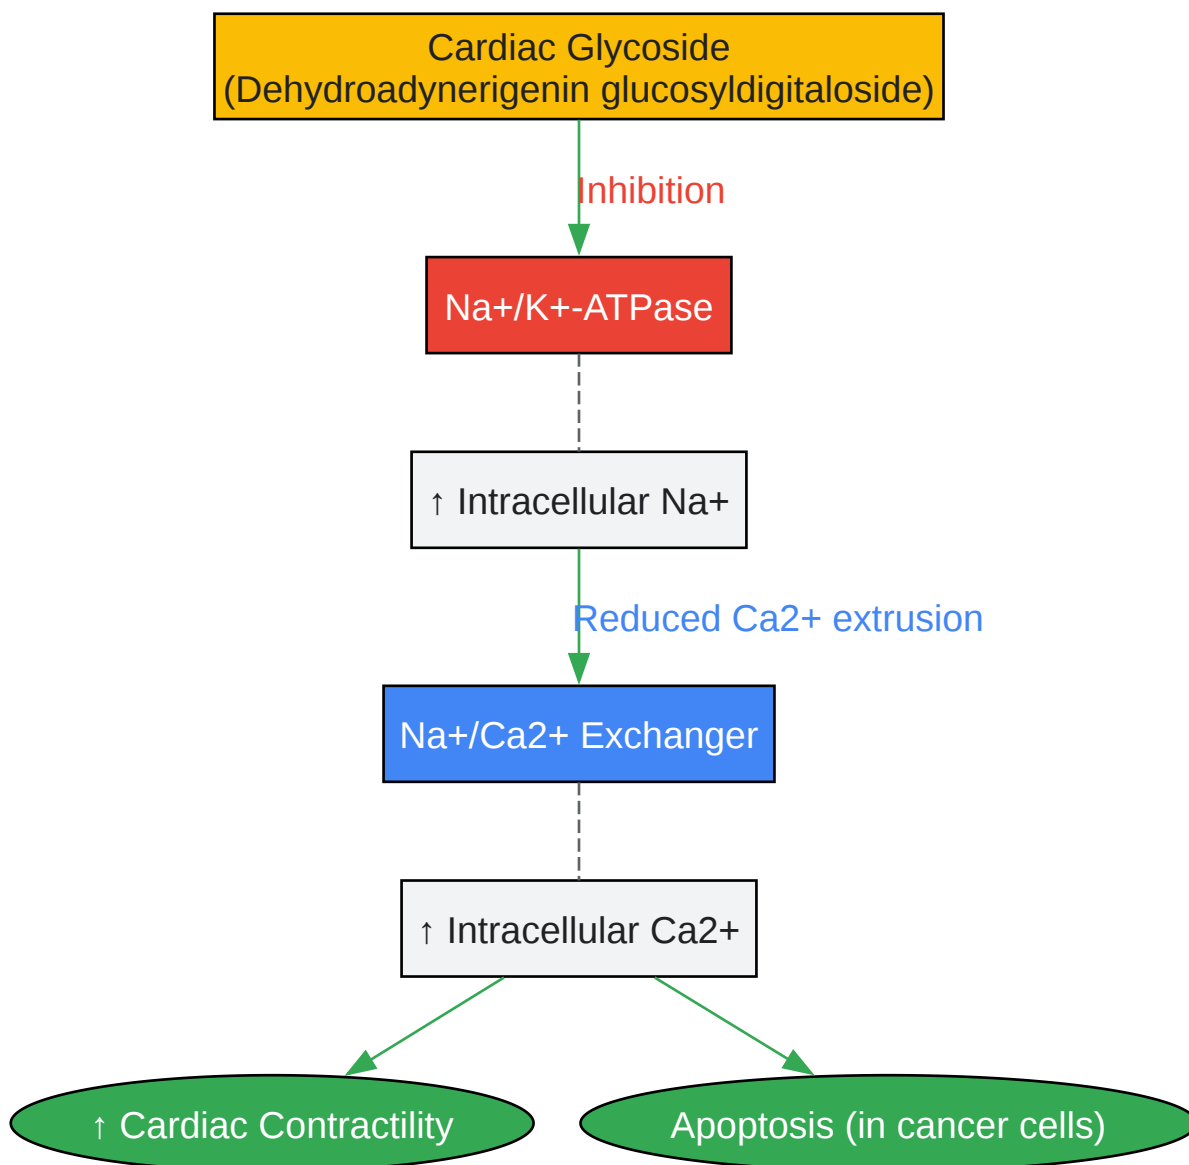 Cardiac Glycoside
(Dehydroadynerigenin glucosyldigitaloside)
Inhibition
Na+/K+-ATPase
↑ Intracellular Na+
Reduced Ca2+ extrusion
Na+/Ca2+ Exchanger
↑ Intracellular Ca2+
↑ Cardiac Contractility
Apoptosis (in cancer cells)